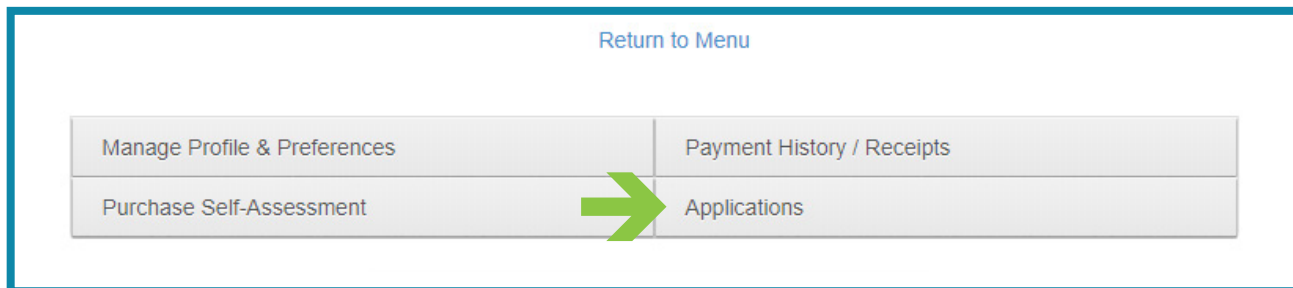 Return to Menu
Manage Profile & Preferences
Payment History / Receipts
Purchase Self-Assessment
Applications